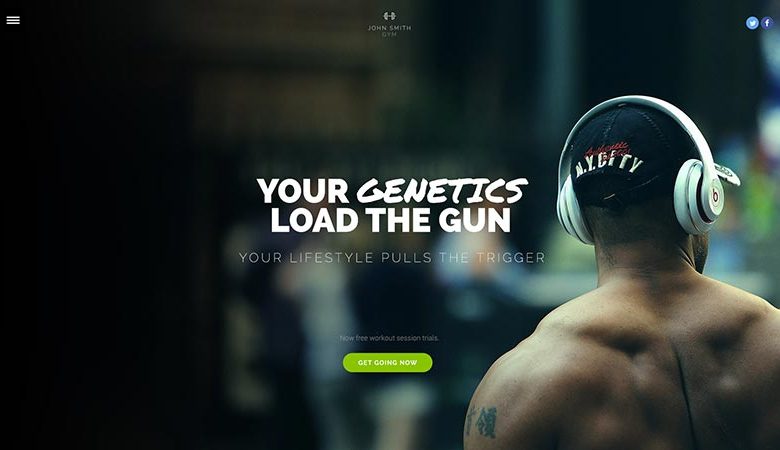 JOHN SMITH
GYM
Authentic
N.Y.CITY
b
YOUR GENETICS
LOAD THE GUN
YOUR LIFESTYLE PULLS THE TRIGGER
Now free workout session trials.
GET GOING NOW